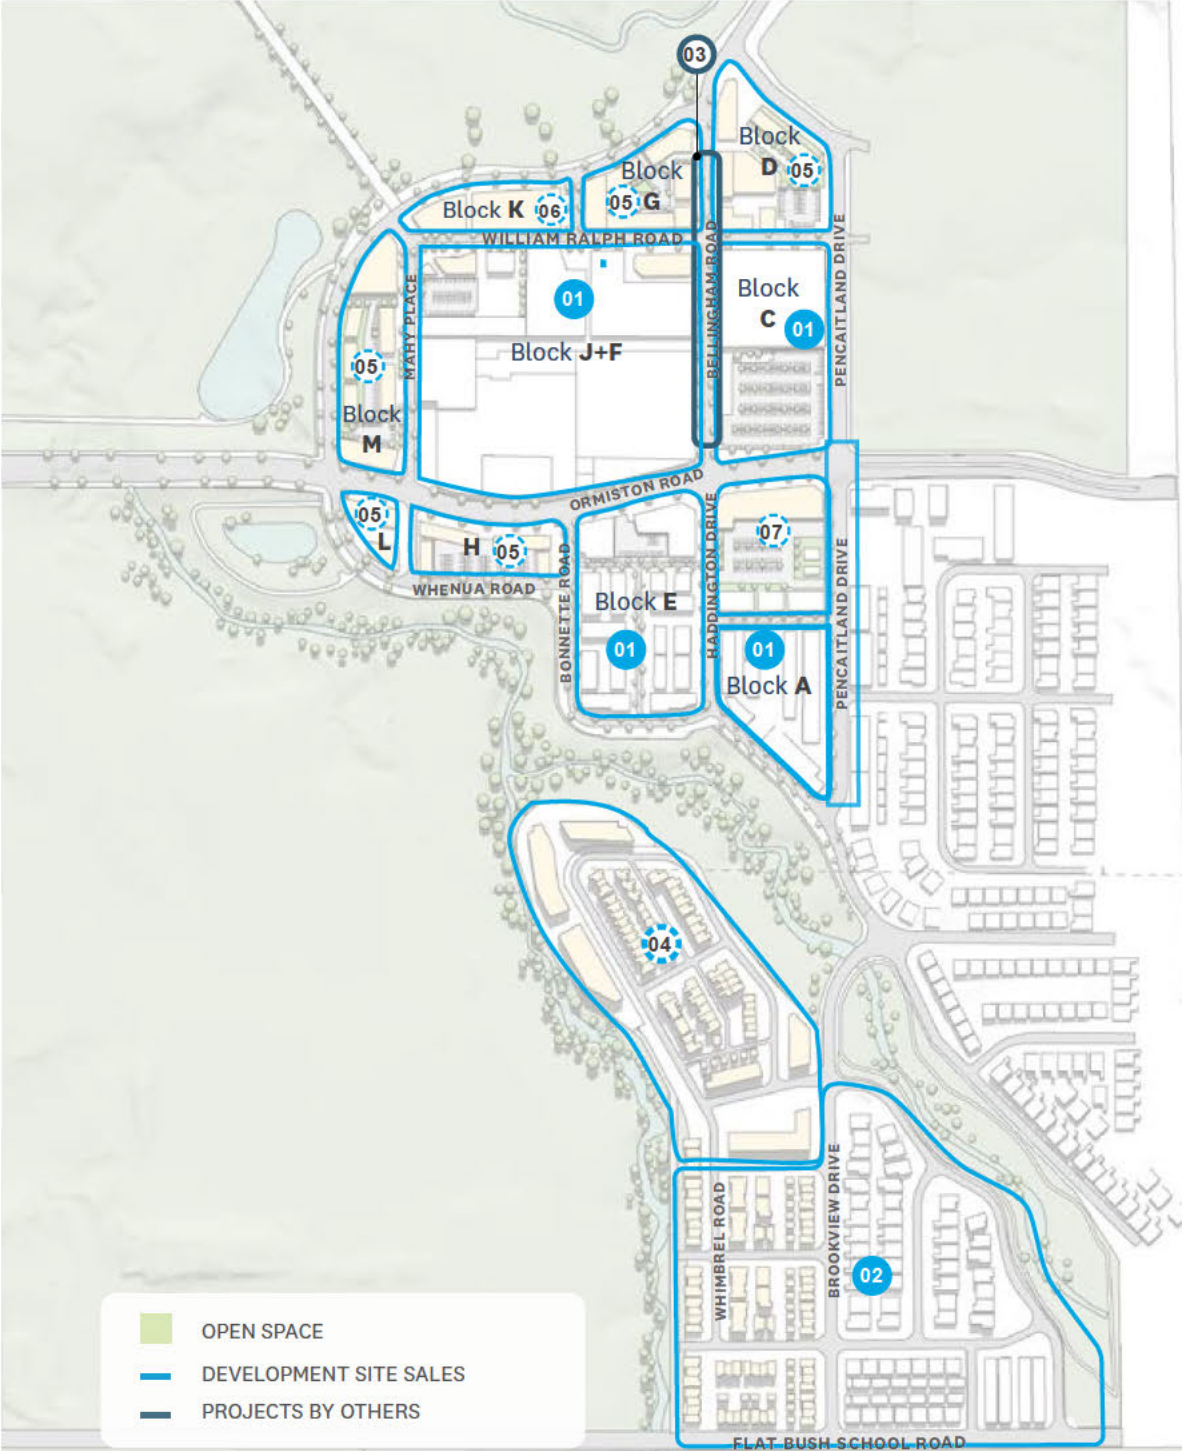 03
Block
D 05
Block
05 G
Block K 06
WILLIAM RALPH ROAD
BELLINGHAM ROAD
PENCAITLAND DRIVE
MAHY PLACE
01
Block J+F
Block
C 01
05
Block
M
ORMISTON ROAD
05
L
H 05
WHENUA ROAD
BONNETTE ROAD
Block E
01
HADDINGTON DRIVE
07
PENCAITLAND DRIVE
01
Block A
04
WHIMBREL ROAD
BROOKVIEW DRIVE
02
FLAT BUSH SCHOOL ROAD
OPEN SPACE
DEVELOPMENT SITE SALES
PROJECTS BY OTHERS